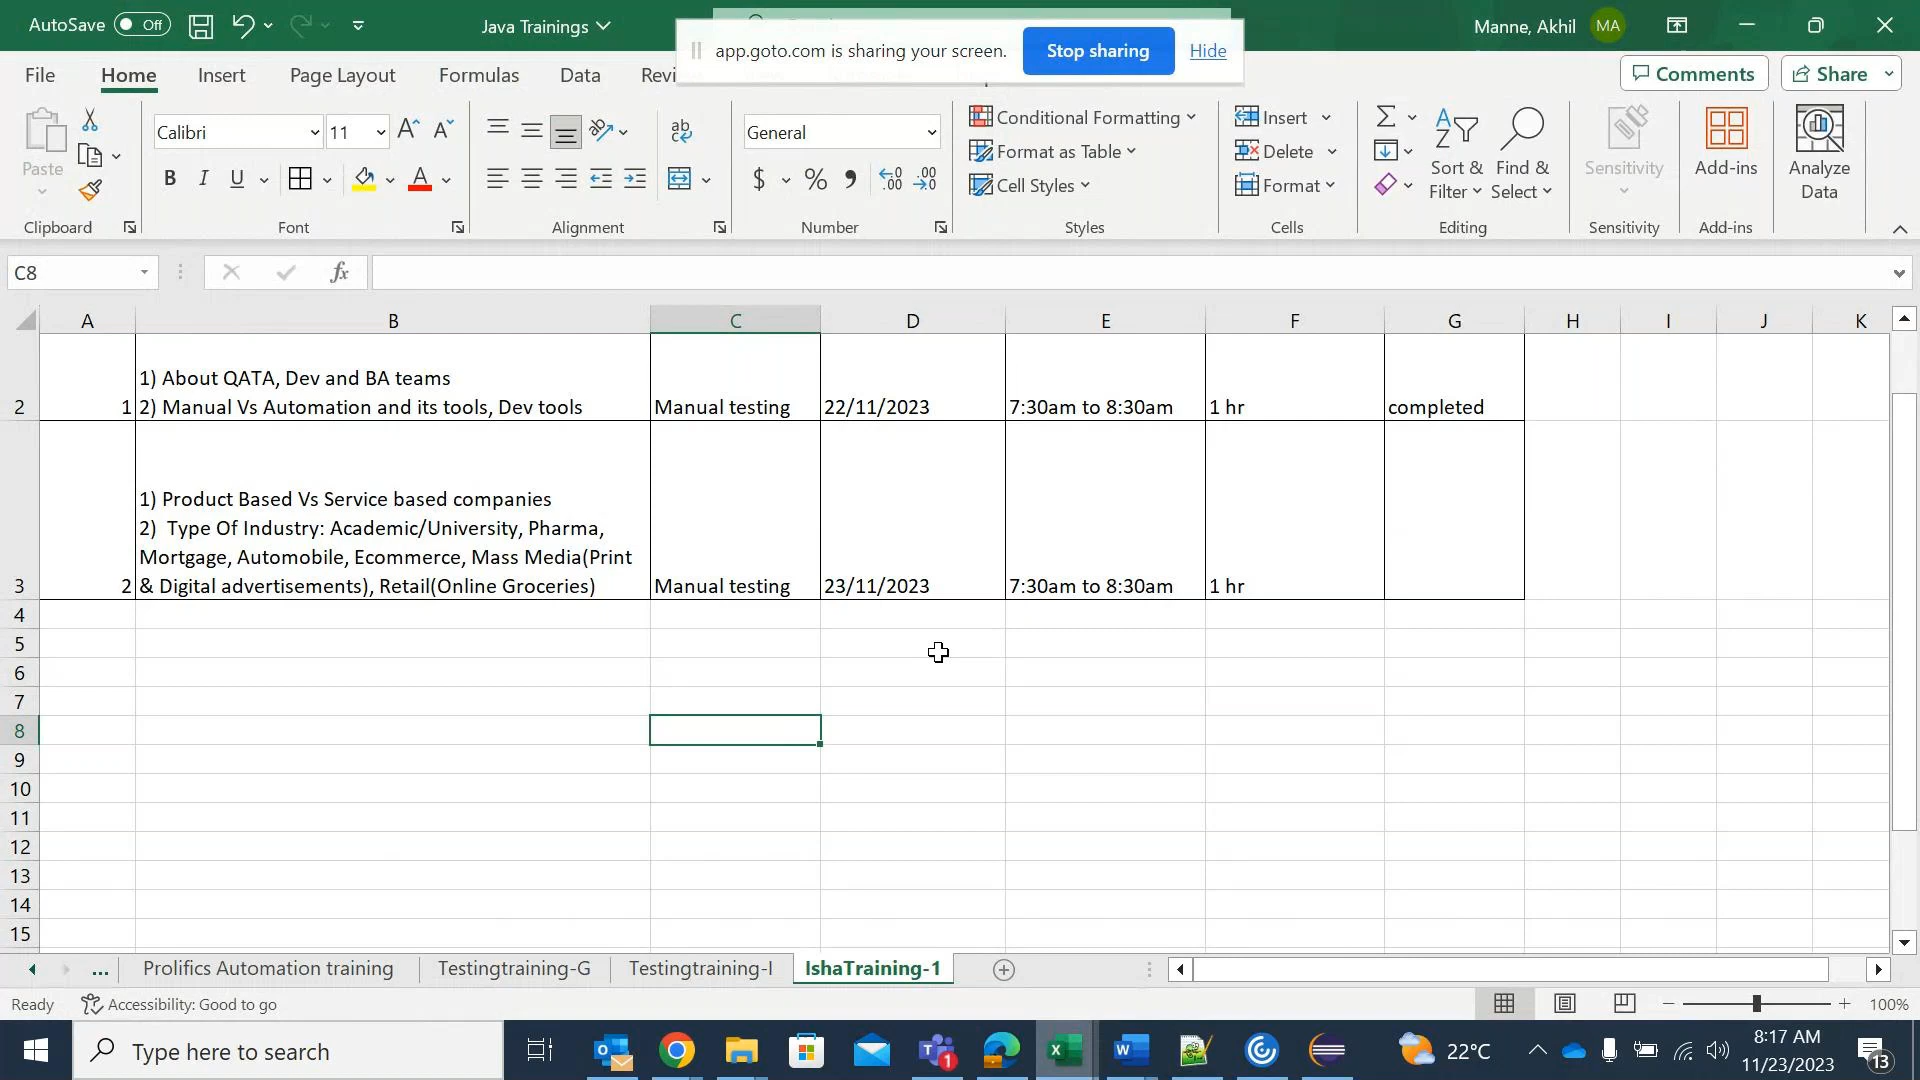 AutoSave Off Java Trainings Manne, Akhil MA
app.goto.com is sharing your screen. Stop sharing Hide
File Home Insert Page Layout Formulas Data Comments Share
Calibri 11 General Conditional Formatting Insert
Paste Format as Table Delete Sort & Filter Find & Select Sensitivity Add-ins Analyze Data
B I U $ % Cell Styles Format
Clipboard Font Alignment Number Styles Cells Editing Sensitivity Add-ins
C8 fx
A B C D E F G H I J K
1) About QATA, Dev and BA teams
2 1 2) Manual Vs Automation and its tools, Dev tools Manual testing 22/11/2023 7:30am to 8:30am 1 hr completed
1) Product Based Vs Service based companies
2) Type Of Industry: Academic/University, Pharma,
Mortgage, Automobile, Ecommerce, Mass Media(Print
3 2 & Digital advertisements), Retail(Online Groceries) Manual testing 23/11/2023 7:30am to 8:30am 1 hr
4
5
6
7
8
9
10
11
12
13
14
15
... Prolifics Automation training Testingtraining-G Testingtraining-I IshaTraining-1
Ready Accessibility: Good to go 100%
Type here to search 1 22°C 8:17 AM
11/23/2023 13